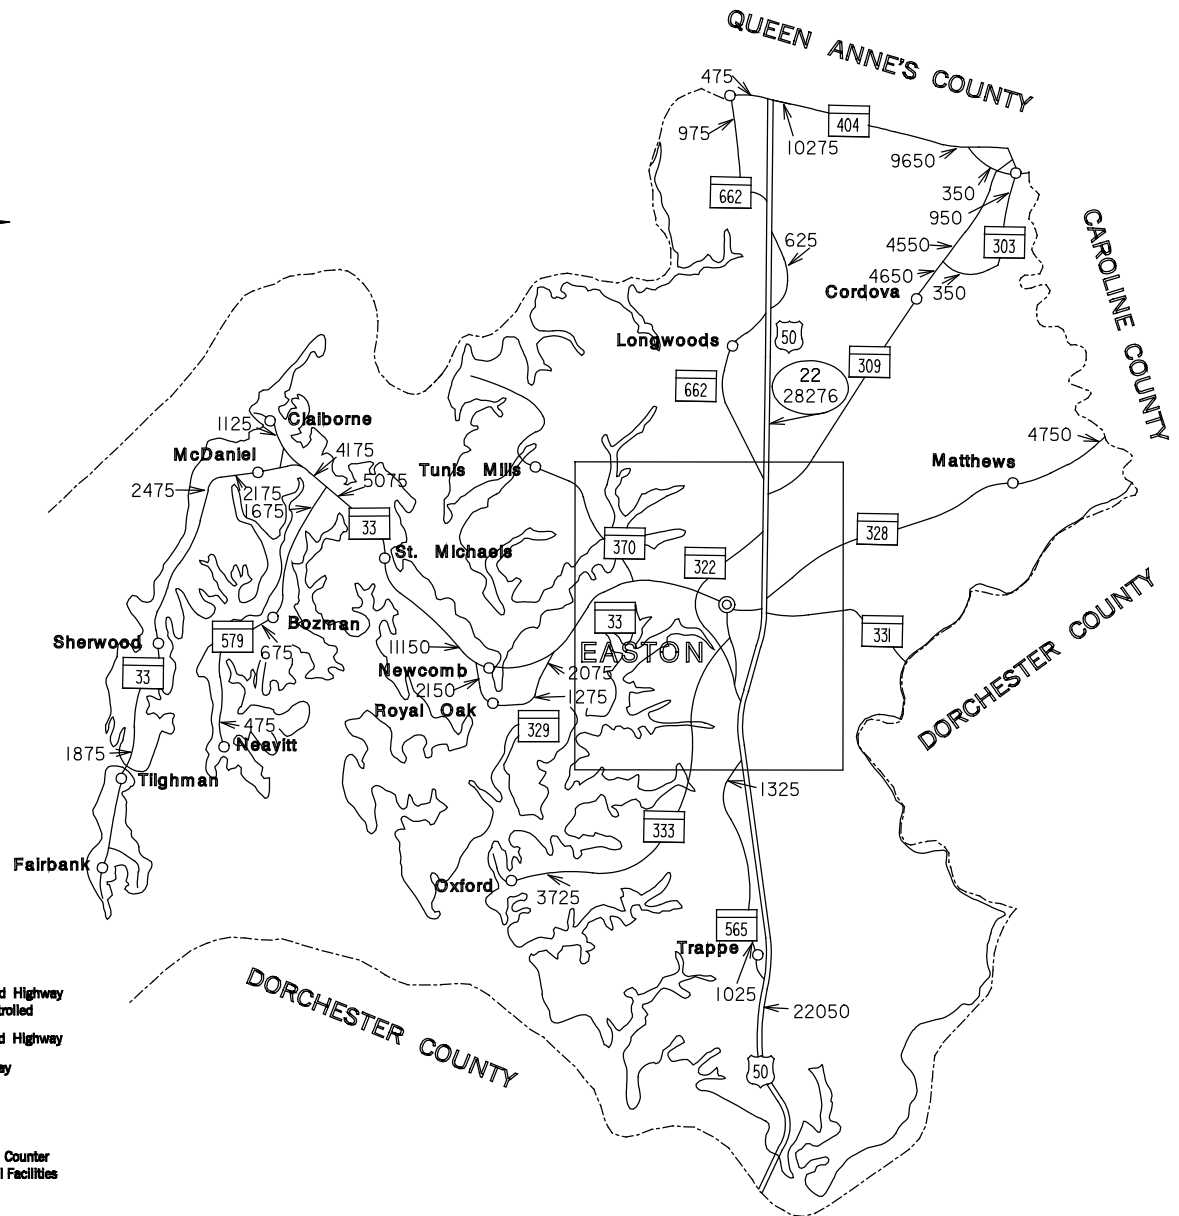 QUEEN ANNE'S COUNTY
475
975
404
10275
9650
662
350
950
CAROLINE COUNTY
625
4550
303
4650
350
Cordova
Longwoods
50
309
662
22
28276
Claiborne
1125
4750
McDaniel
4175
Matthews
Tunis Mills
5075
2475
2175
1675
33
328
370
St. Michaels
322
DORCHESTER COUNTY
33
Bozman
331
579
Sherwood
11150
EASTON
675
33
Newcomb
2075
2150
1275
Royal Oak
475
329
Neavitt
1875
Tilghman
1325
333
Fairbank
Oxford
3725
565
Trappe
DORCHESTER COUNTY
1025
d Highway
trolled
22050
d Highway
ay
50
Counter
l Facilities